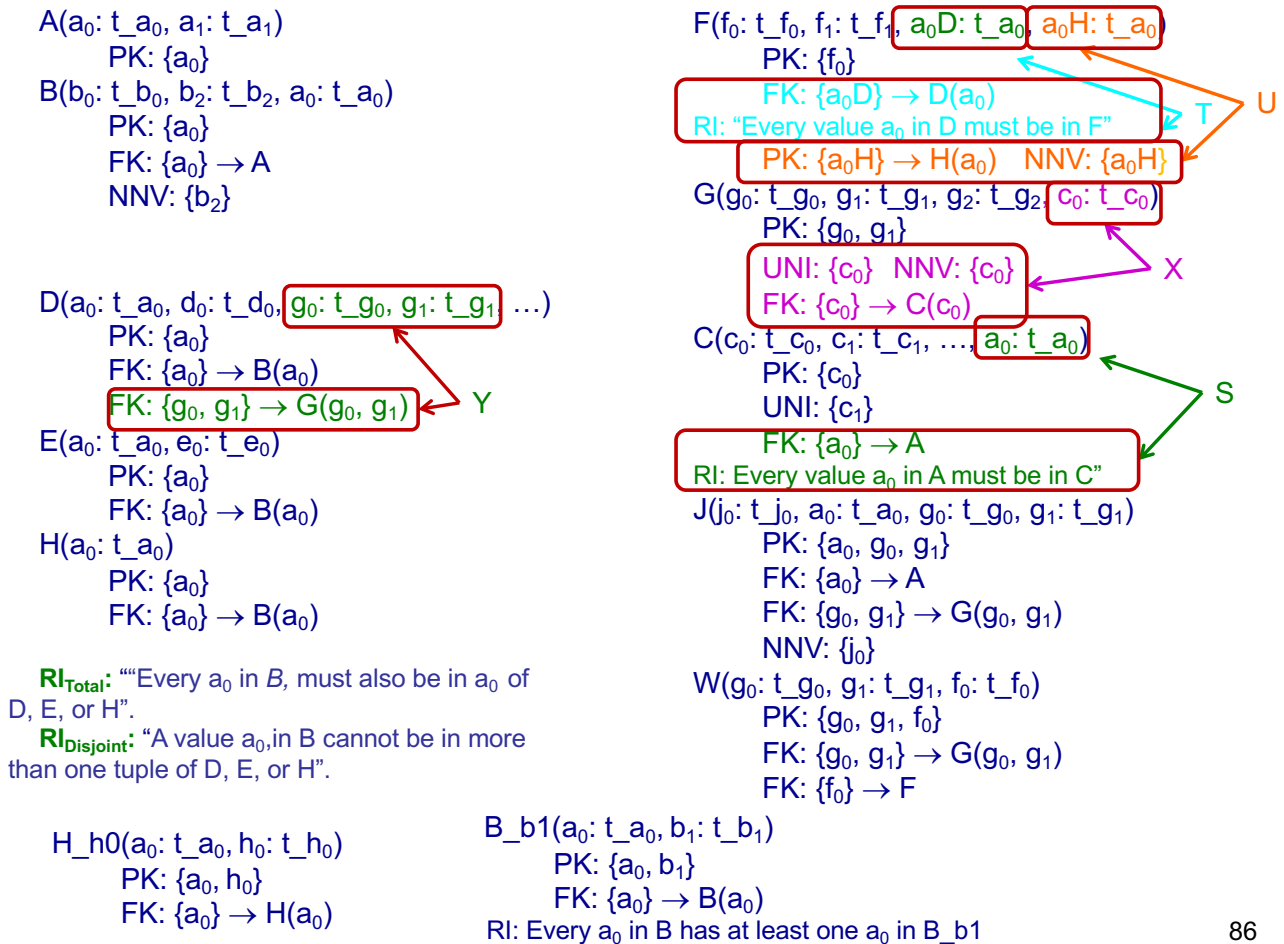 A(a₀: t_a₀, a₁: t_a₁)
PK: {a₀}
B(b₀: t_b₀, b₂: t_b₂, a₀: t_a₀)
PK: {a₀}
FK: {a₀} → A
NNV: {b₂}
D(a₀: t_a₀, d₀: t_d₀, g₀: t_g₀, g₁: t_g₁, …)
PK: {a₀}
FK: {a₀} → B(a₀)
FK: {g₀, g₁} → G(g₀, g₁)
Y
E(a₀: t_a₀, e₀: t_e₀)
PK: {a₀}
FK: {a₀} → B(a₀)
H(a₀: t_a₀)
PK: {a₀}
FK: {a₀} → B(a₀)
RI_Total: ““Every a₀ in B, must also be in a₀ of
D, E, or H”.
RI_Disjoint: “A value a₀,in B cannot be in more
than one tuple of D, E, or H”.
H_h0(a₀: t_a₀, h₀: t_h₀)
PK: {a₀, h₀}
FK: {a₀} → H(a₀)
F(f₀: t_f₀, f₁: t_f₁, a₀D: t_a₀, a₀H: t_a₀)
PK: {f₀}
FK: {a₀D} → D(a₀)
RI: “Every value a₀ in D must be in F”
T
U
PK: {a₀H} → H(a₀) NNV: {a₀H}
G(g₀: t_g₀, g₁: t_g₁, g₂: t_g₂, c₀: t_c₀)
PK: {g₀, g₁}
UNI: {c₀} NNV: {c₀}
FK: {c₀} → C(c₀)
X
C(c₀: t_c₀, c₁: t_c₁, …, a₀: t_a₀)
PK: {c₀}
UNI: {c₁}
FK: {a₀} → A
RI: Every value a₀ in A must be in C”
S
J(j₀: t_j₀, a₀: t_a₀, g₀: t_g₀, g₁: t_g₁)
PK: {a₀, g₀, g₁}
FK: {a₀} → A
FK: {g₀, g₁} → G(g₀, g₁)
NNV: {j₀}
W(g₀: t_g₀, g₁: t_g₁, f₀: t_f₀)
PK: {g₀, g₁, f₀}
FK: {g₀, g₁} → G(g₀, g₁)
FK: {f₀} → F
B_b1(a₀: t_a₀, b₁: t_b₁)
PK: {a₀, b₁}
FK: {a₀} → B(a₀)
RI: Every a₀ in B has at least one a₀ in B_b1
86